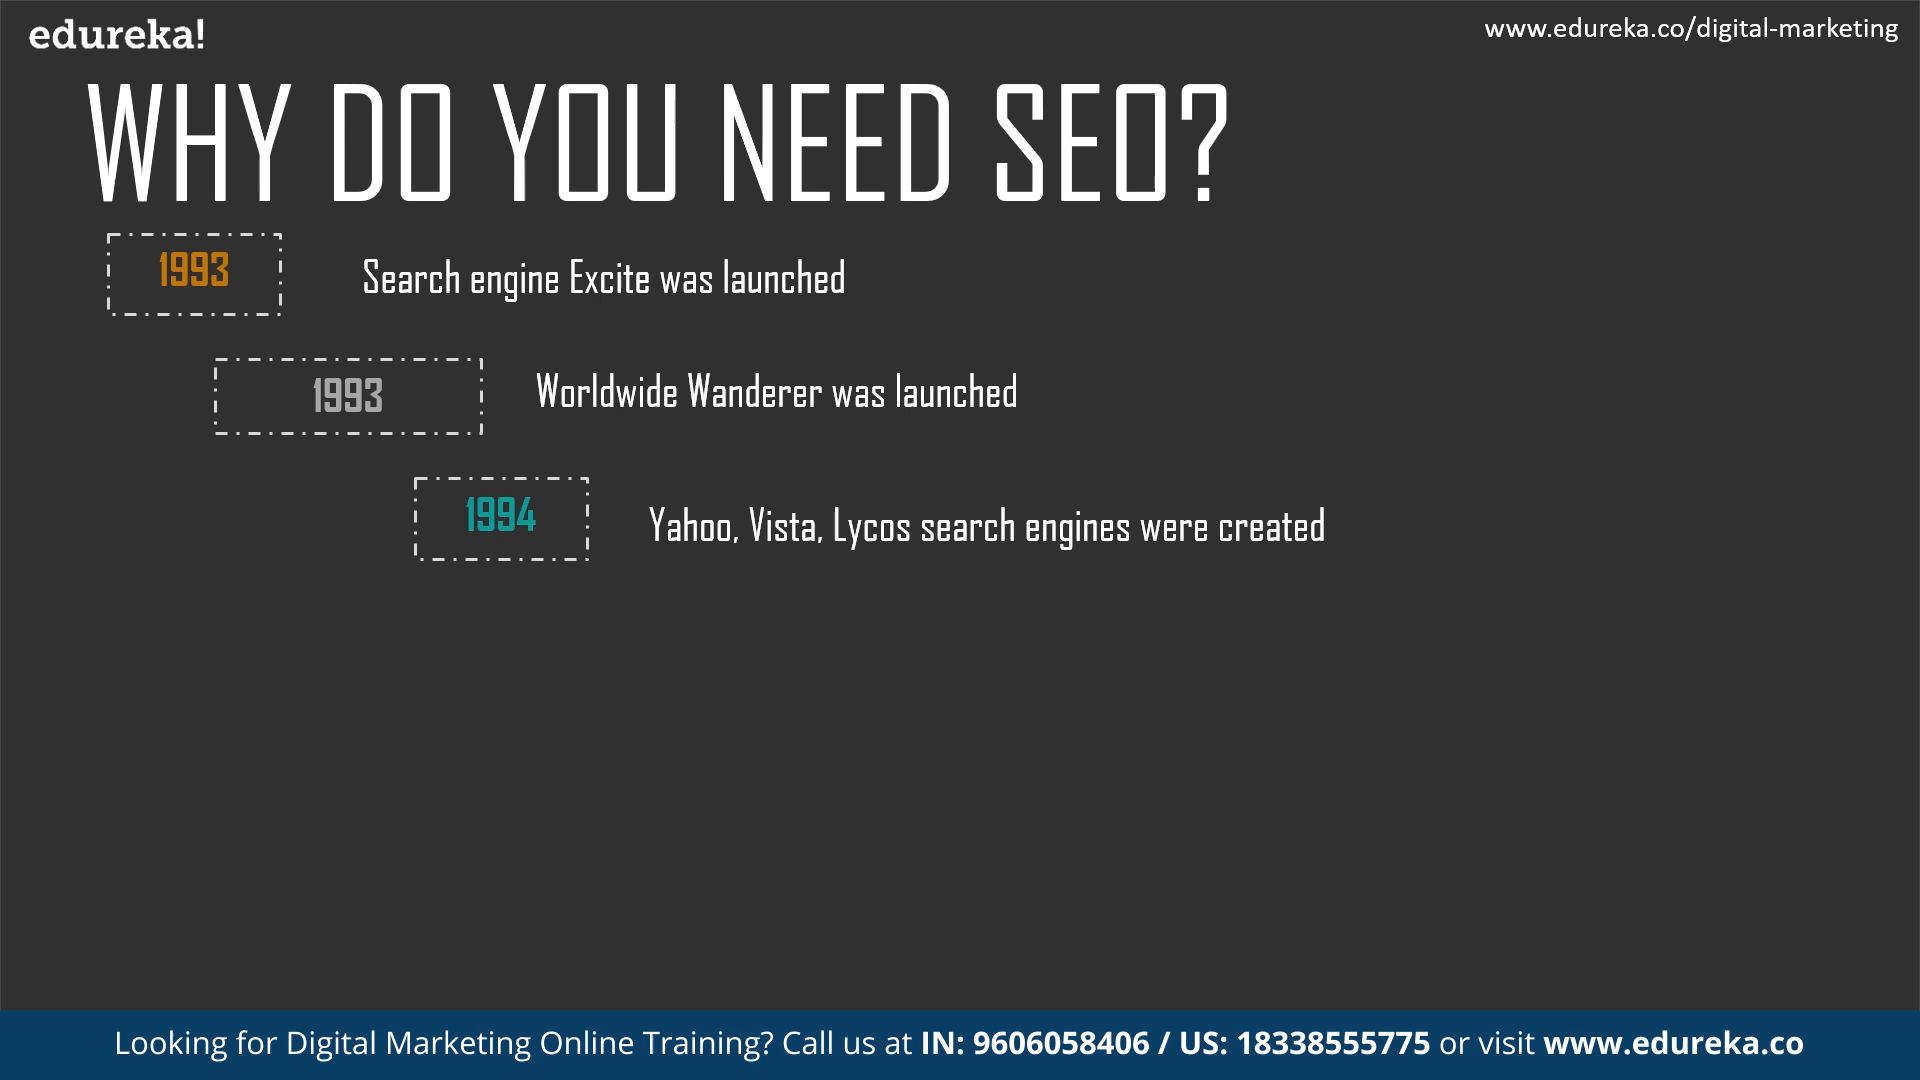 edureka!
www.edureka.co/digital-marketing
WHY DO YOU NEED SEO?
1993
Search engine Excite was launched
1993
Worldwide Wanderer was launched
1994
Yahoo, Vista, Lycos search engines were created
Looking for Digital Marketing Online Training? Call us at IN: 9606058406 / US: 18338555775 or visit www.edureka.co